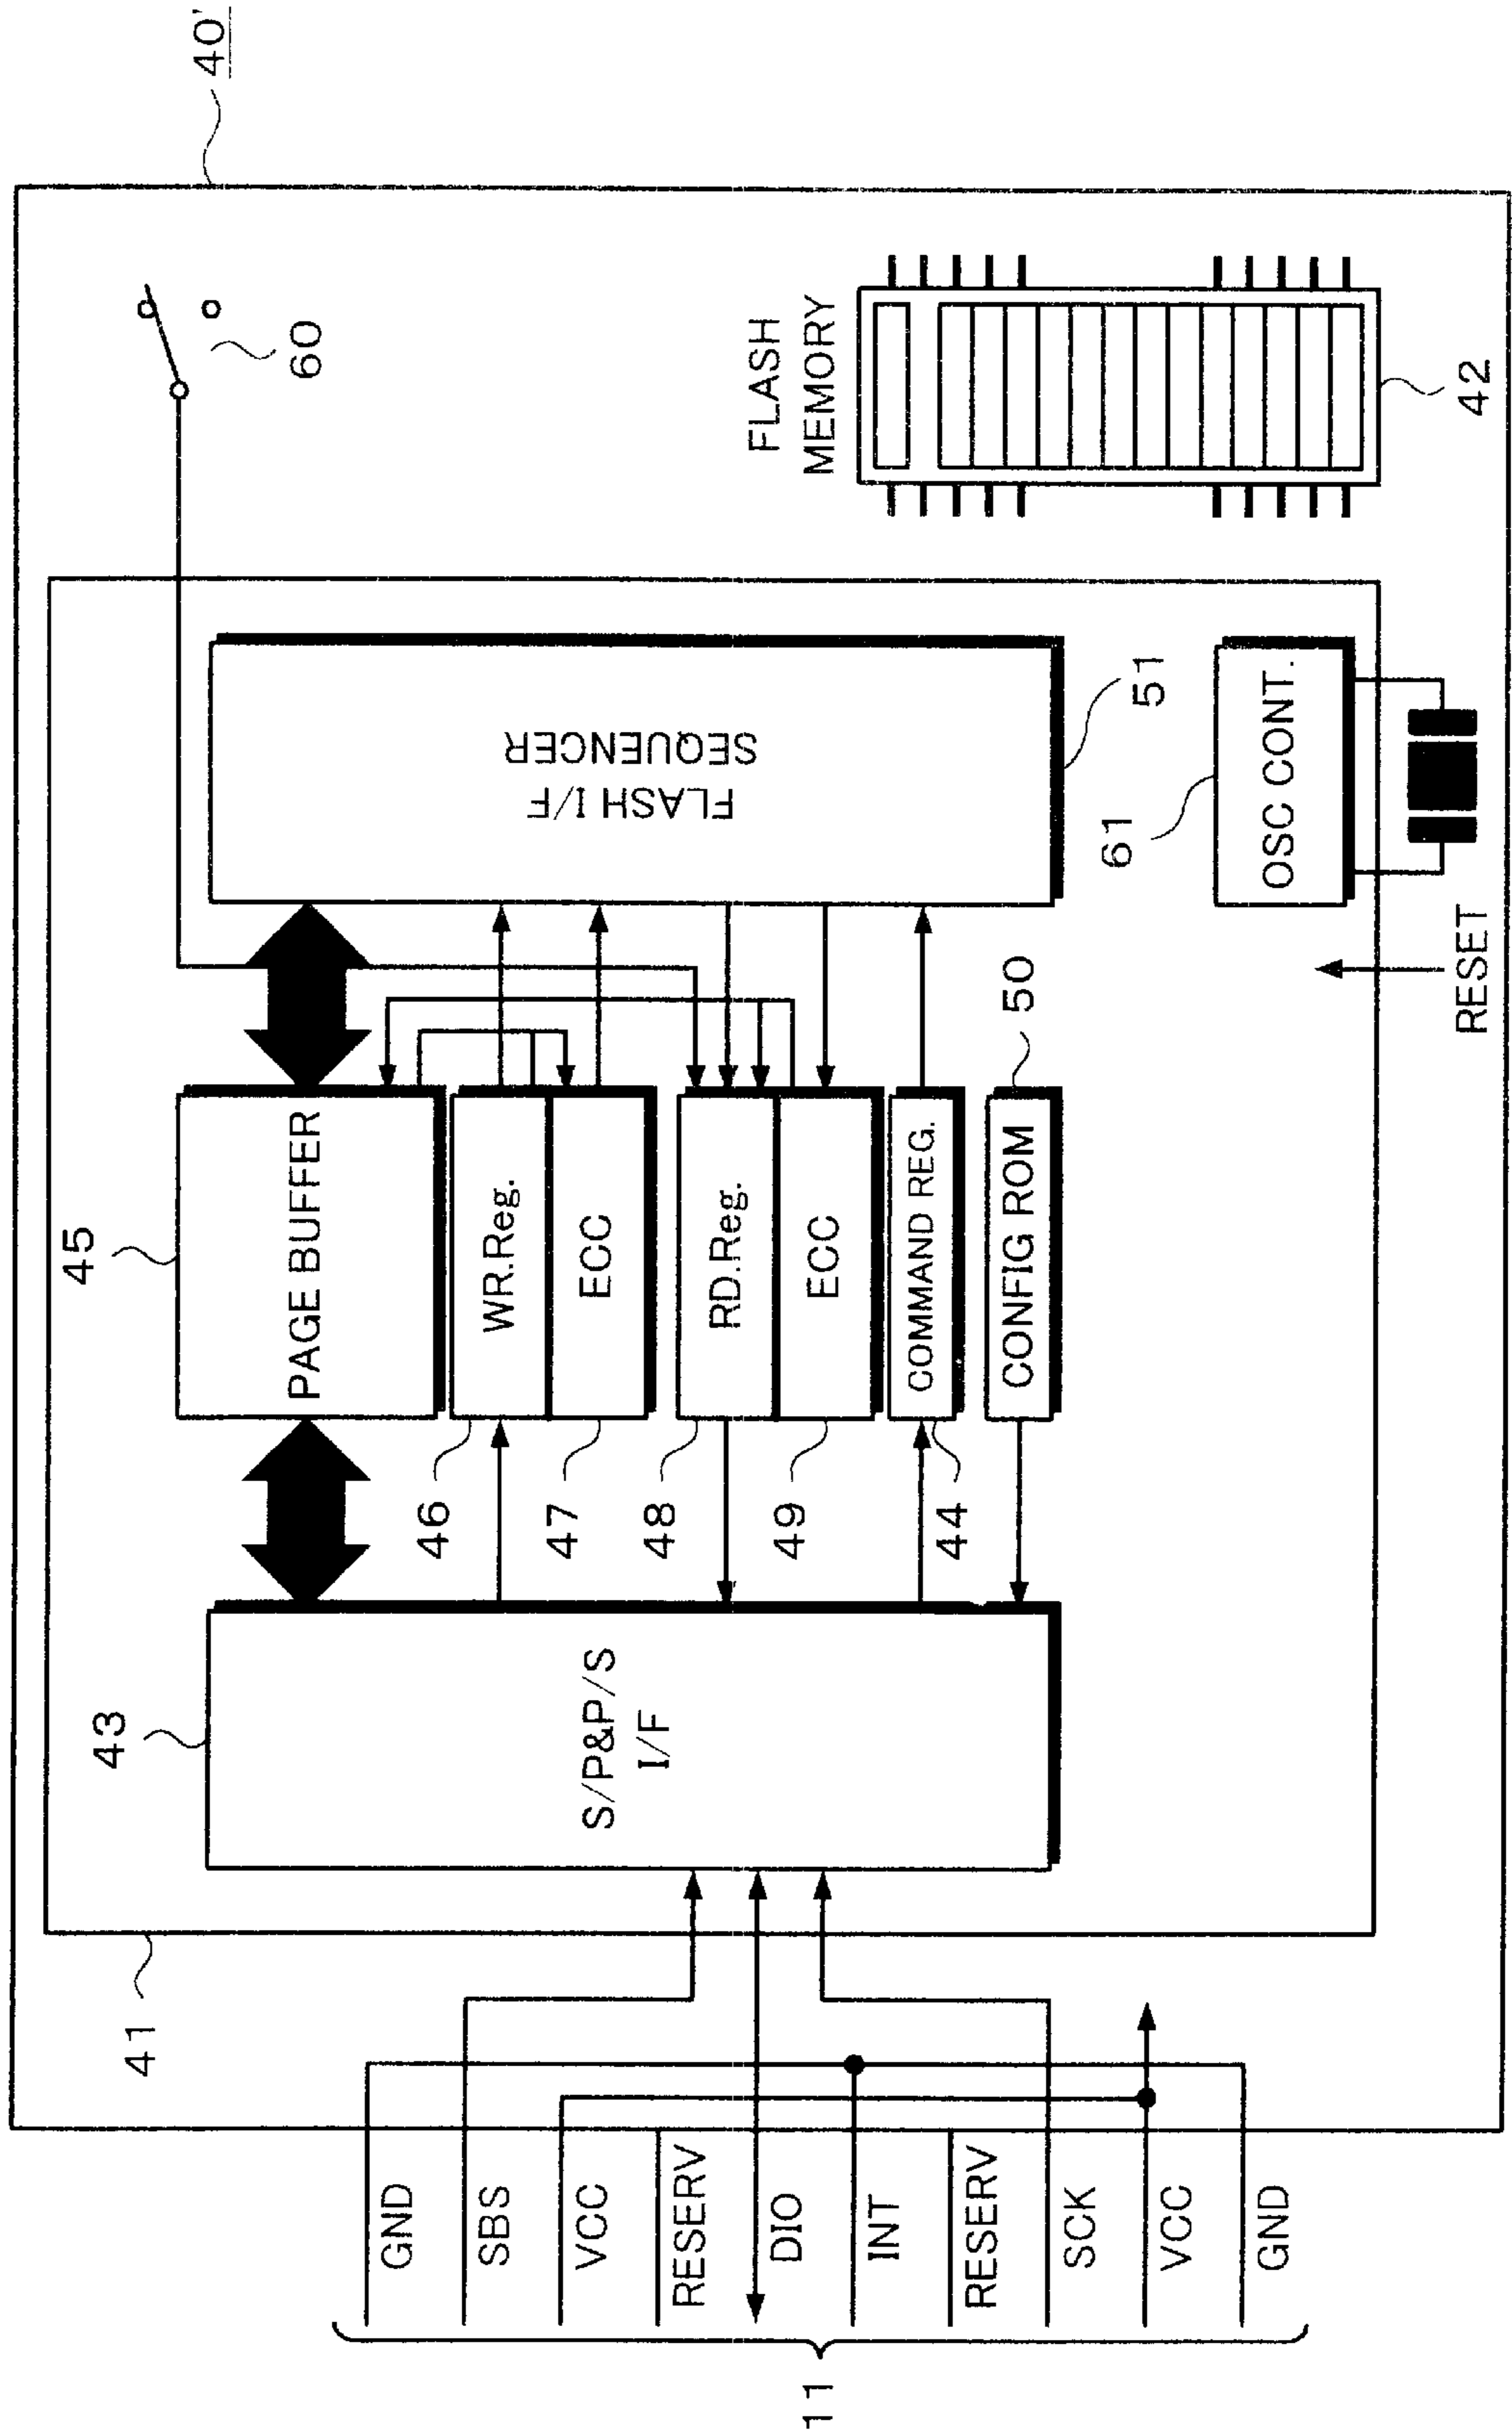 40'
60
FLASH
MEMORY
42
FLASH I/F
SEQUENCER
51
61
OSC CONT.
RESET
45
PAGE BUFFER
46
WR.Reg.
47
ECC
48
RD.Reg.
49
ECC
44
COMMAND REG.
50
CONFIG ROM
43
S/P&P/S
I/F
41
GND
SBS
VCC
RESERV
DIO
INT
RESERV
SCK
VCC
GND
11